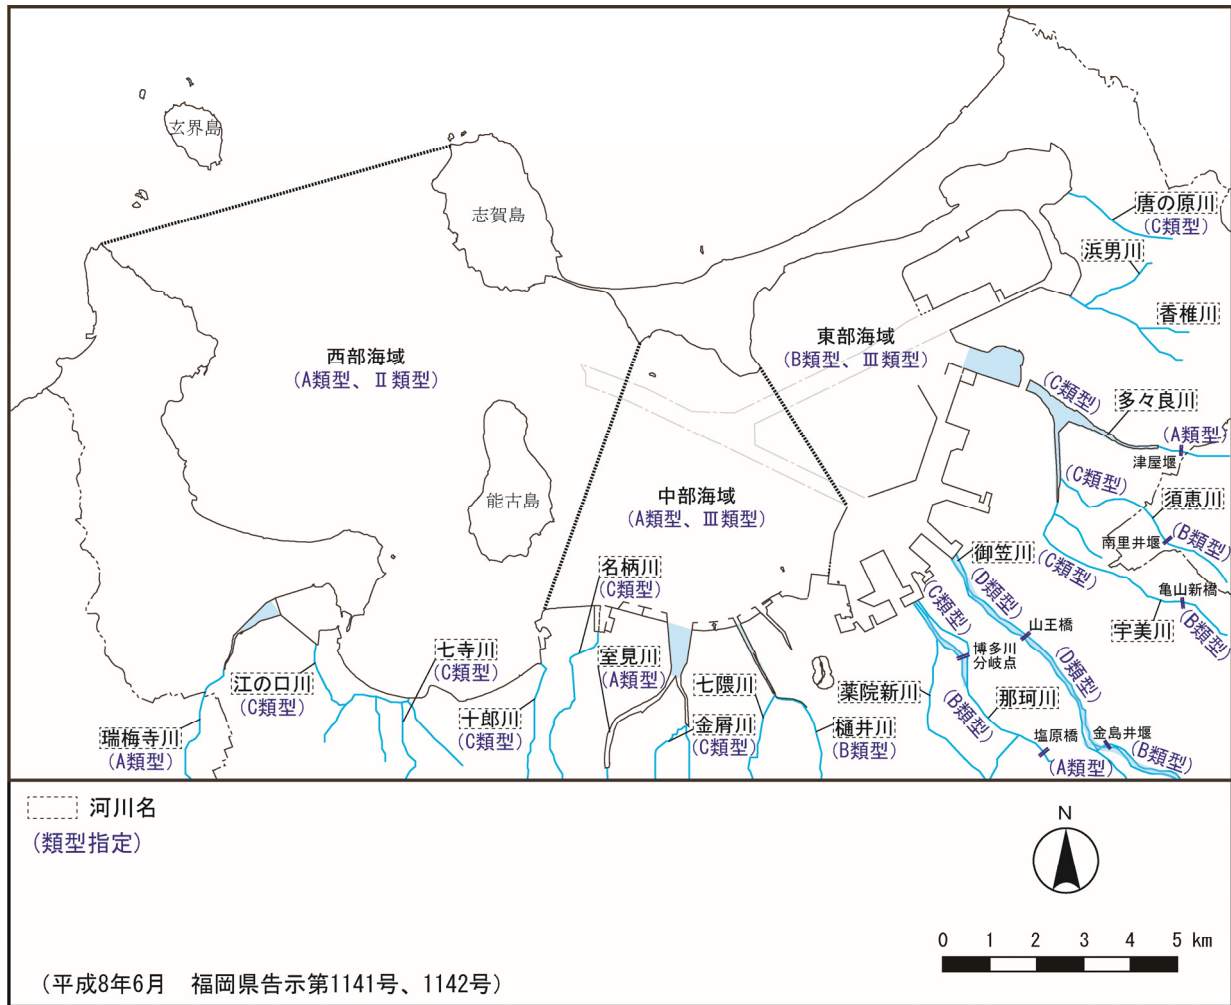 玄界島
志賀島
唐の原川
(C類型)
浜男川
香椎川
東部海域
(B類型、Ⅲ類型)
西部海域
(A類型、Ⅱ類型)
能古島
中部海域
(A類型、Ⅲ類型)
(C類型)
多々良川
(A類型)
津屋堰
(C類型)
須恵川
南里井堰
(B類型)
(C類型)
亀山新橋
宇美川
(B類型)
御笠川
(D類型)
山王橋
(D類型)
金島井堰
(B類型)
(C類型)
博多川
分岐点
(B類型)
那珂川
塩原橋
(A類型)
薬院新川
名柄川
(C類型)
室見川
(A類型)
七隈川
金屑川
(C類型)
樋井川
(B類型)
十郎川
(C類型)
七寺川
(C類型)
江の口川
(C類型)
瑞梅寺川
(A類型)
河川名
(類型指定)
N
0 1 2 3 4 5 km
(平成8年6月 福岡県告示第1141号、1142号)